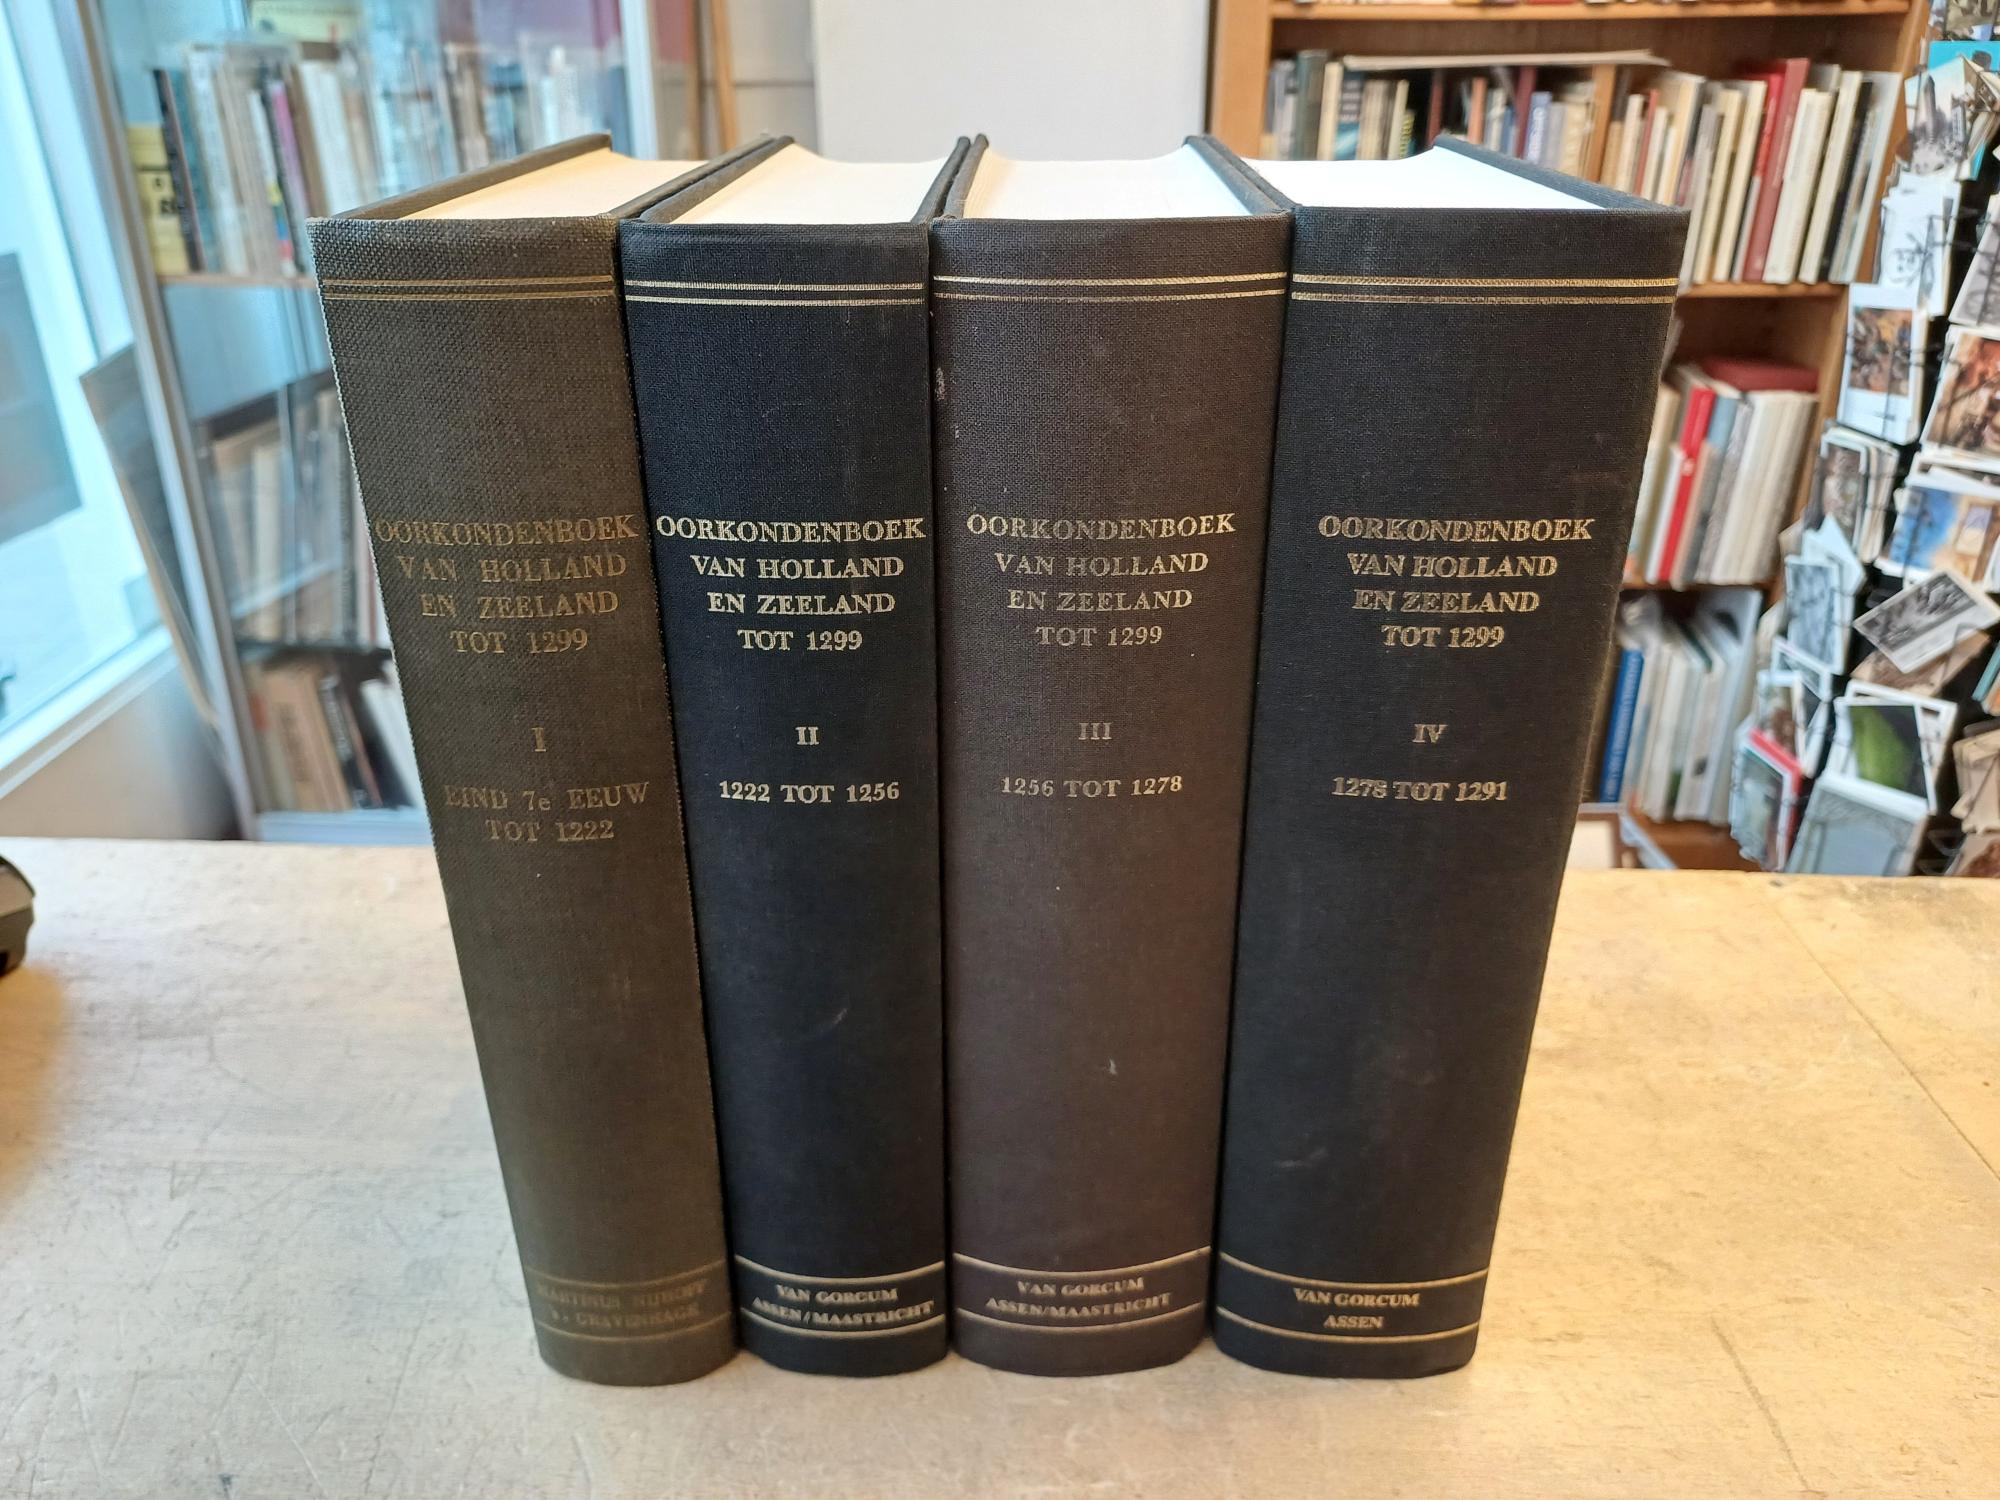 OORKONDENBOEK
VAN HOLLAND
EN ZEELAND
TOT 1299
I
EIND 7e EEUW
TOT 1222
MARTINUS NIJHOFF
'S-GRAVENHAGE
OORKONDENBOEK
VAN HOLLAND
EN ZEELAND
TOT 1299
II
1222 TOT 1256
VAN GORCUM
ASSEN/MAASTRICHT
OORKONDENBOEK
VAN HOLLAND
EN ZEELAND
TOT 1299
III
1256 TOT 1278
VAN GORCUM
ASSEN/MAASTRICHT
OORKONDENBOEK
VAN HOLLAND
EN ZEELAND
TOT 1299
IV
1278 TOT 1291
VAN GORCUM
ASSEN